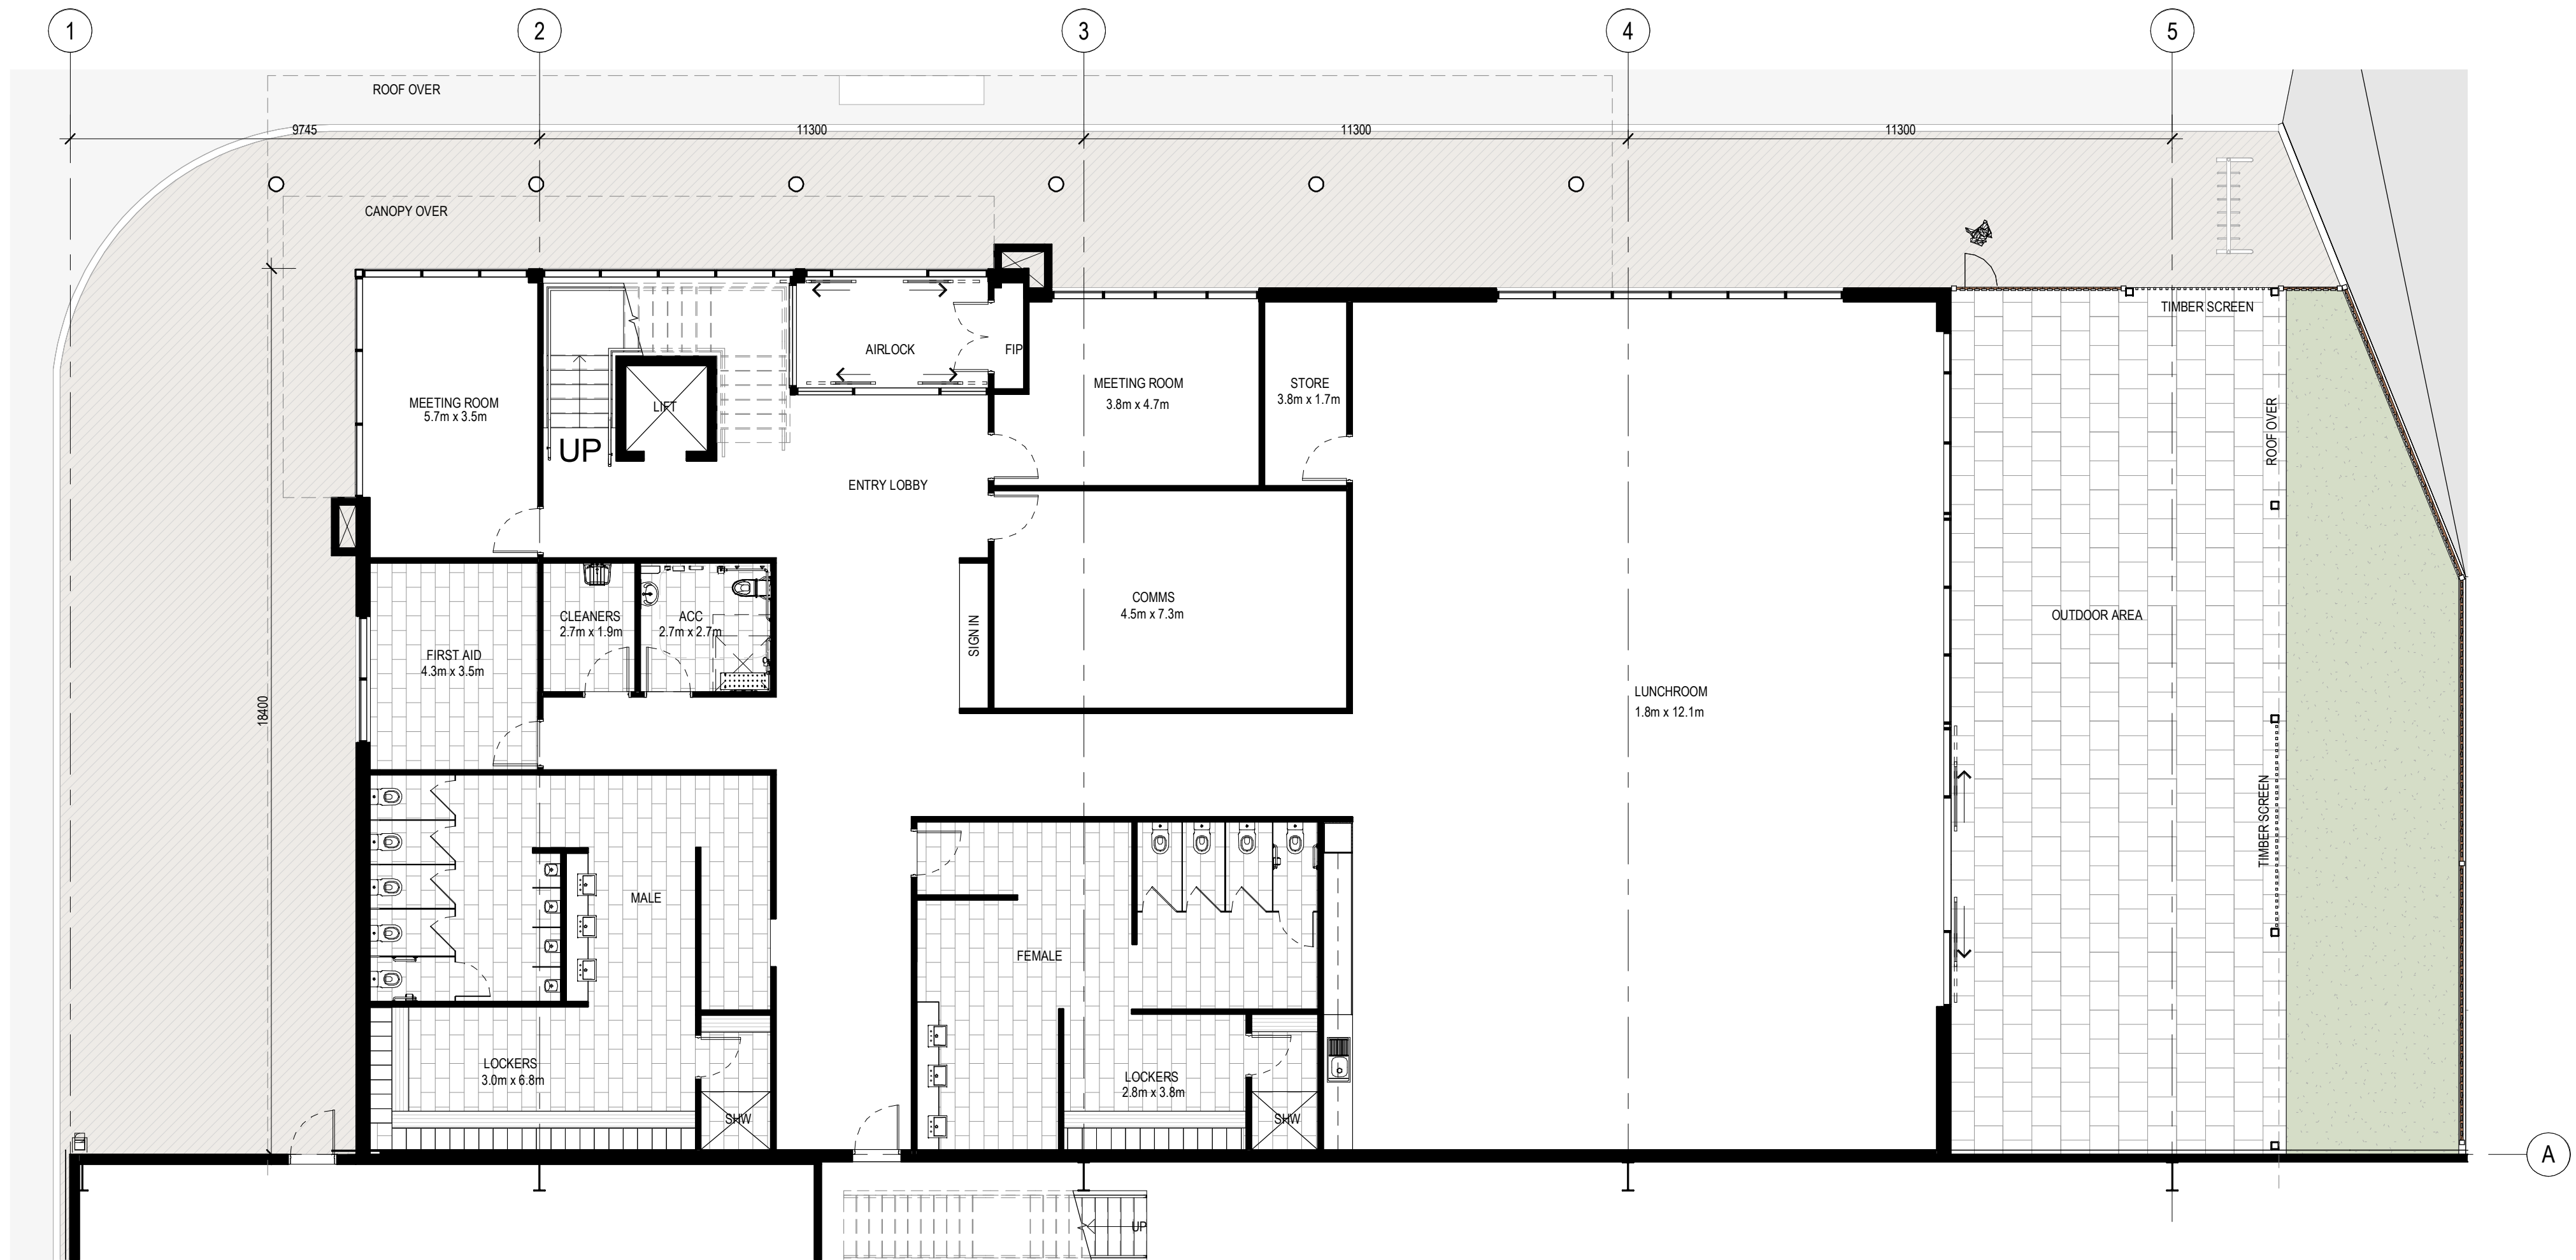 1
2
3
4
5
ROOF OVER
9745
11300
11300
11300
CANOPY OVER
TIMBER SCREEN
AIRLOCK
FIP
MEETING ROOM
5.7m x 3.5m
LIFT
UP
MEETING ROOM
3.8m x 4.7m
STORE
3.8m x 1.7m
ROOF OVER
ENTRY LOBBY
CLEANERS
2.7m x 1.9m
ACC
2.7m x 2.7m
COMMS
4.5m x 7.3m
SIGN IN
OUTDOOR AREA
FIRST AID
4.3m x 3.5m
18400
LUNCHROOM
1.8m x 12.1m
TIMBER SCREEN
MALE
FEMALE
LOCKERS
3.0m x 6.8m
LOCKERS
2.8m x 3.8m
SHW
SHW
A
UP